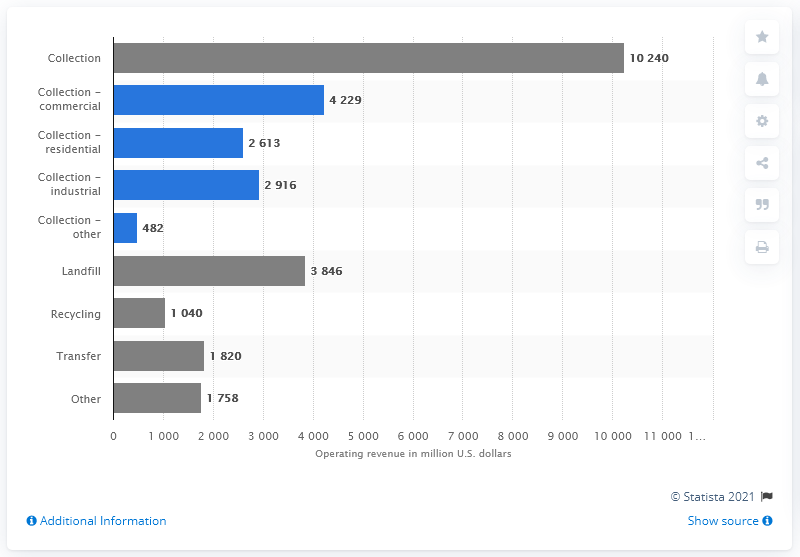 Collection
10 240
Collection -
commercial
4 229
Collection -
residential
2 613
Collection -
industrial
2 916
Collection -
other
482
Landfill
3 846
Recycling
1 040
Transfer
1 820
Other
1 758
0 1 000 2 000 3 000 4 000 5 000 6 000 7 000 8 000 9 000 10 000 11 000 1...
Operating revenue in million U.S. dollars
© Statista 2021
Additional Information
Show source